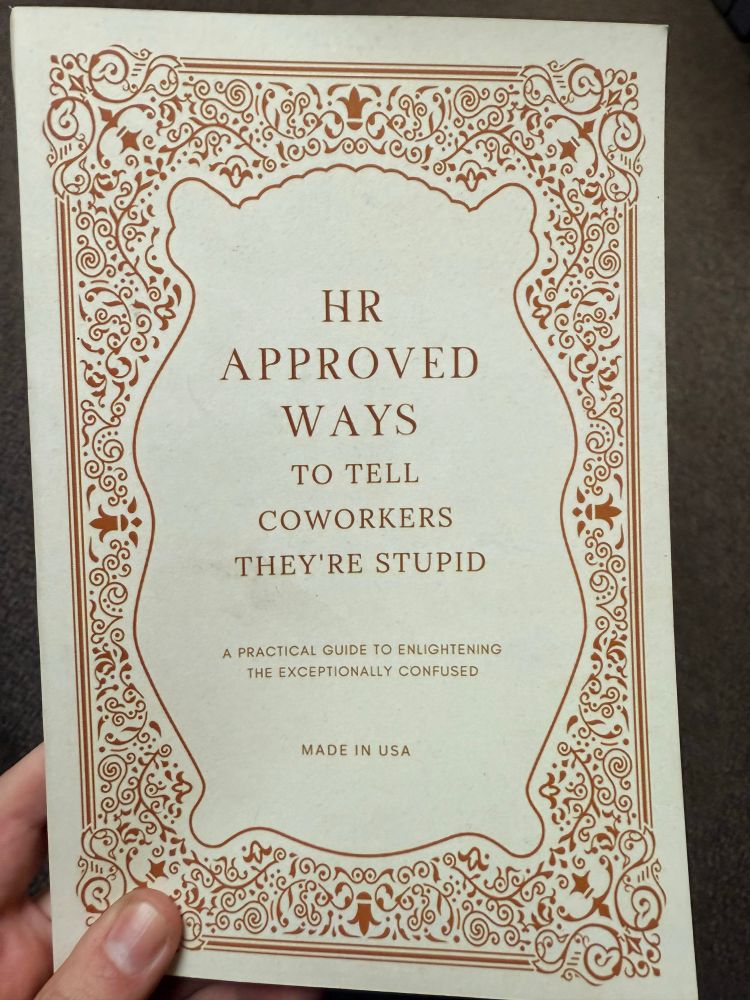 HR
APPROVED
WAYS
TO TELL
COWORKERS
THEY'RE STUPID
A PRACTICAL GUIDE TO ENLIGHTENING
THE EXCEPTIONALLY CONFUSED
MADE IN USA